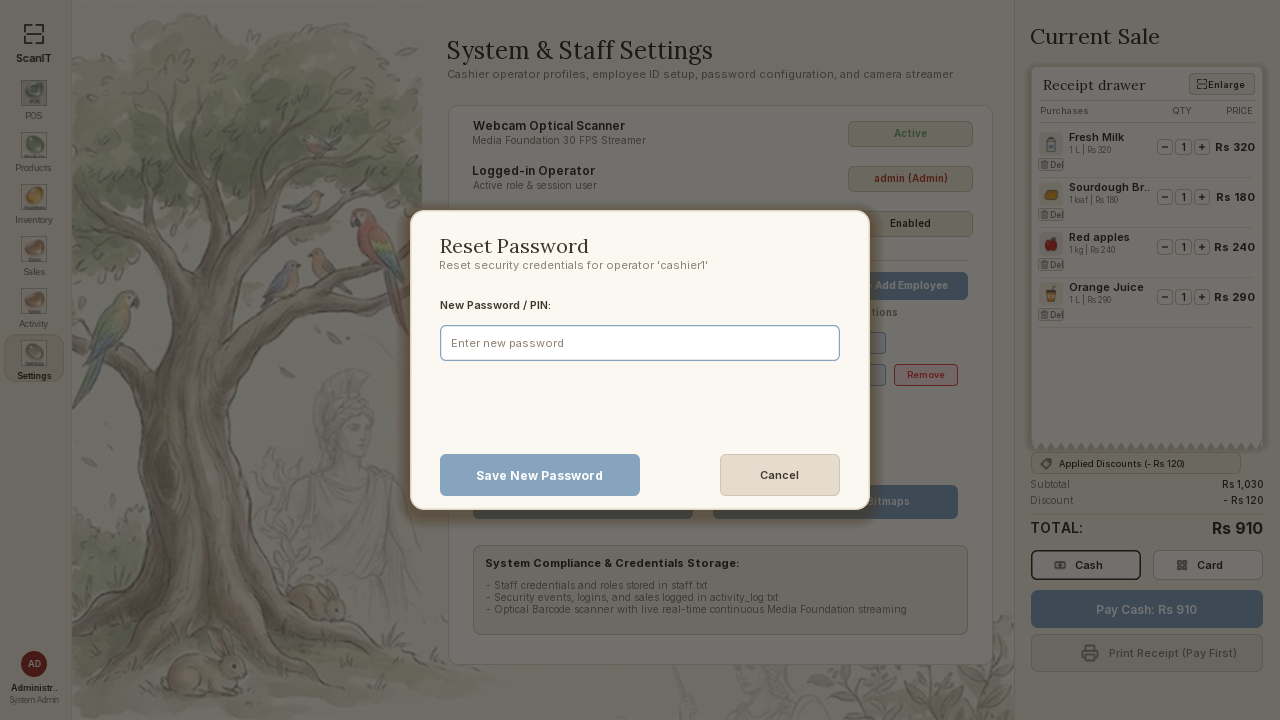 ScanIT
POS
Products
Inventory
Sales
Activity
Settings
AD
Administr..
System Admin
System & Staff Settings
Cashier operator profiles, employee ID setup, password configuration, and camera streamer
Webcam Optical Scanner
Media Foundation 30 FPS Streamer
Active
Logged-in Operator
Active role & session user
admin (Admin)
Enabled
Add Employee
tions
Remove
Bitmaps
Reset Password
Reset security credentials for operator 'cashier1'
New Password / PIN:
Enter new password
Save New Password
Cancel
System Compliance & Credentials Storage:
- Staff credentials and roles stored in staff.txt
- Security events, logins, and sales logged in activity_log.txt
- Optical Barcode scanner with live real-time continuous Media Foundation streaming
Current Sale
Receipt drawer
Enlarge
Purchases QTY PRICE
Fresh Milk
1 L | Rs 320
− 1 + Rs 320
Del
Sourdough Br..
1 loaf | Rs 180
− 1 + Rs 180
Del
Red apples
1 kg | Rs 240
− 1 + Rs 240
Del
Orange Juice
1 L | Rs 290
− 1 + Rs 290
Del
Applied Discounts (- Rs 120)
Subtotal Rs 1,030
Discount - Rs 120
TOTAL: Rs 910
Cash
Card
Pay Cash: Rs 910
Print Receipt (Pay First)